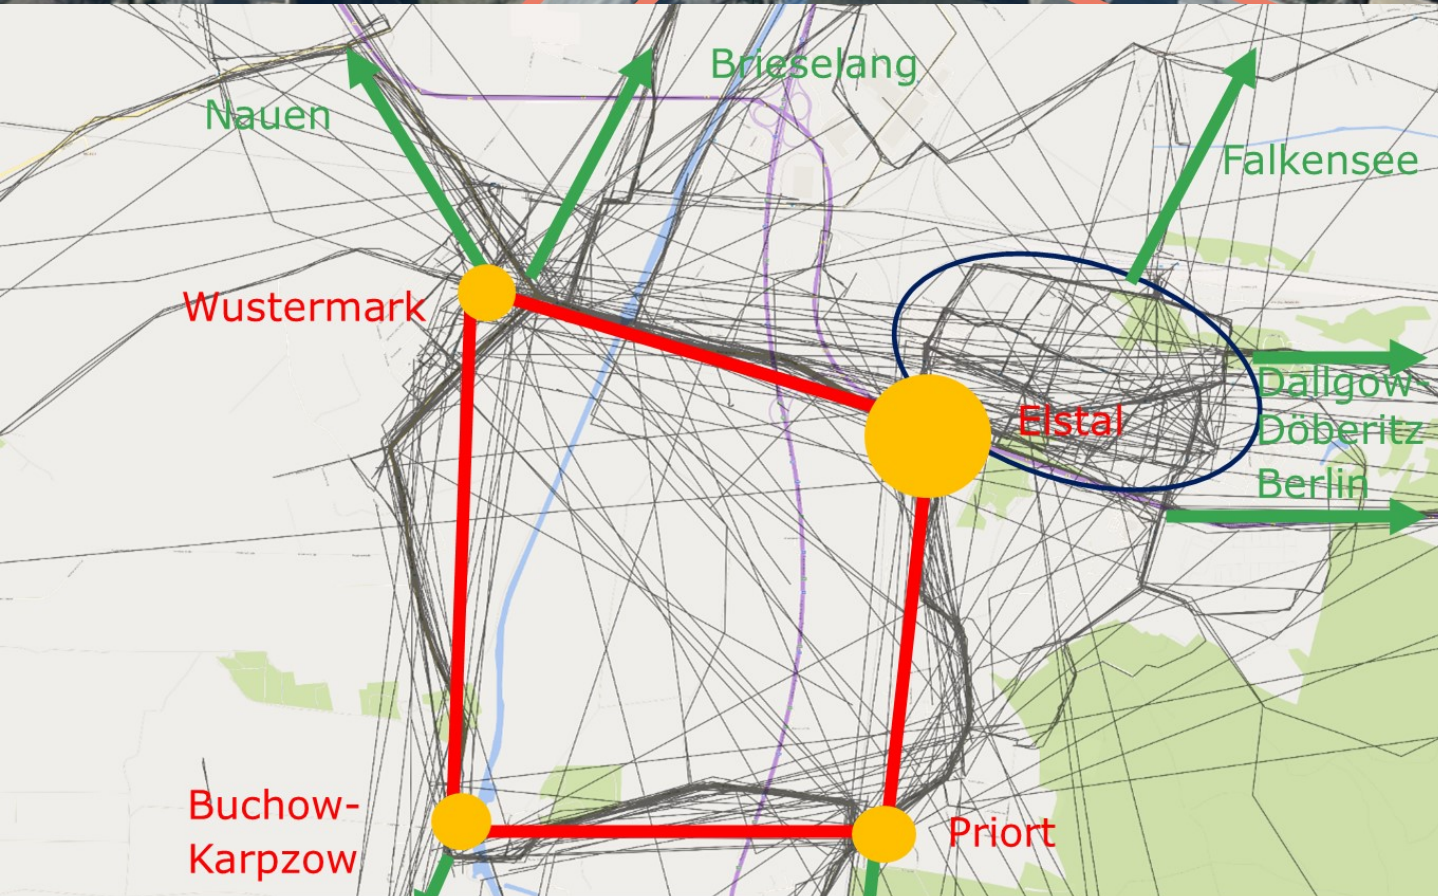 Brieselang
Nauen
Falkensee
Wustermark
Dallgow-
Döberitz
Elstal
Berlin
Buchow-
Karpzow
Priort